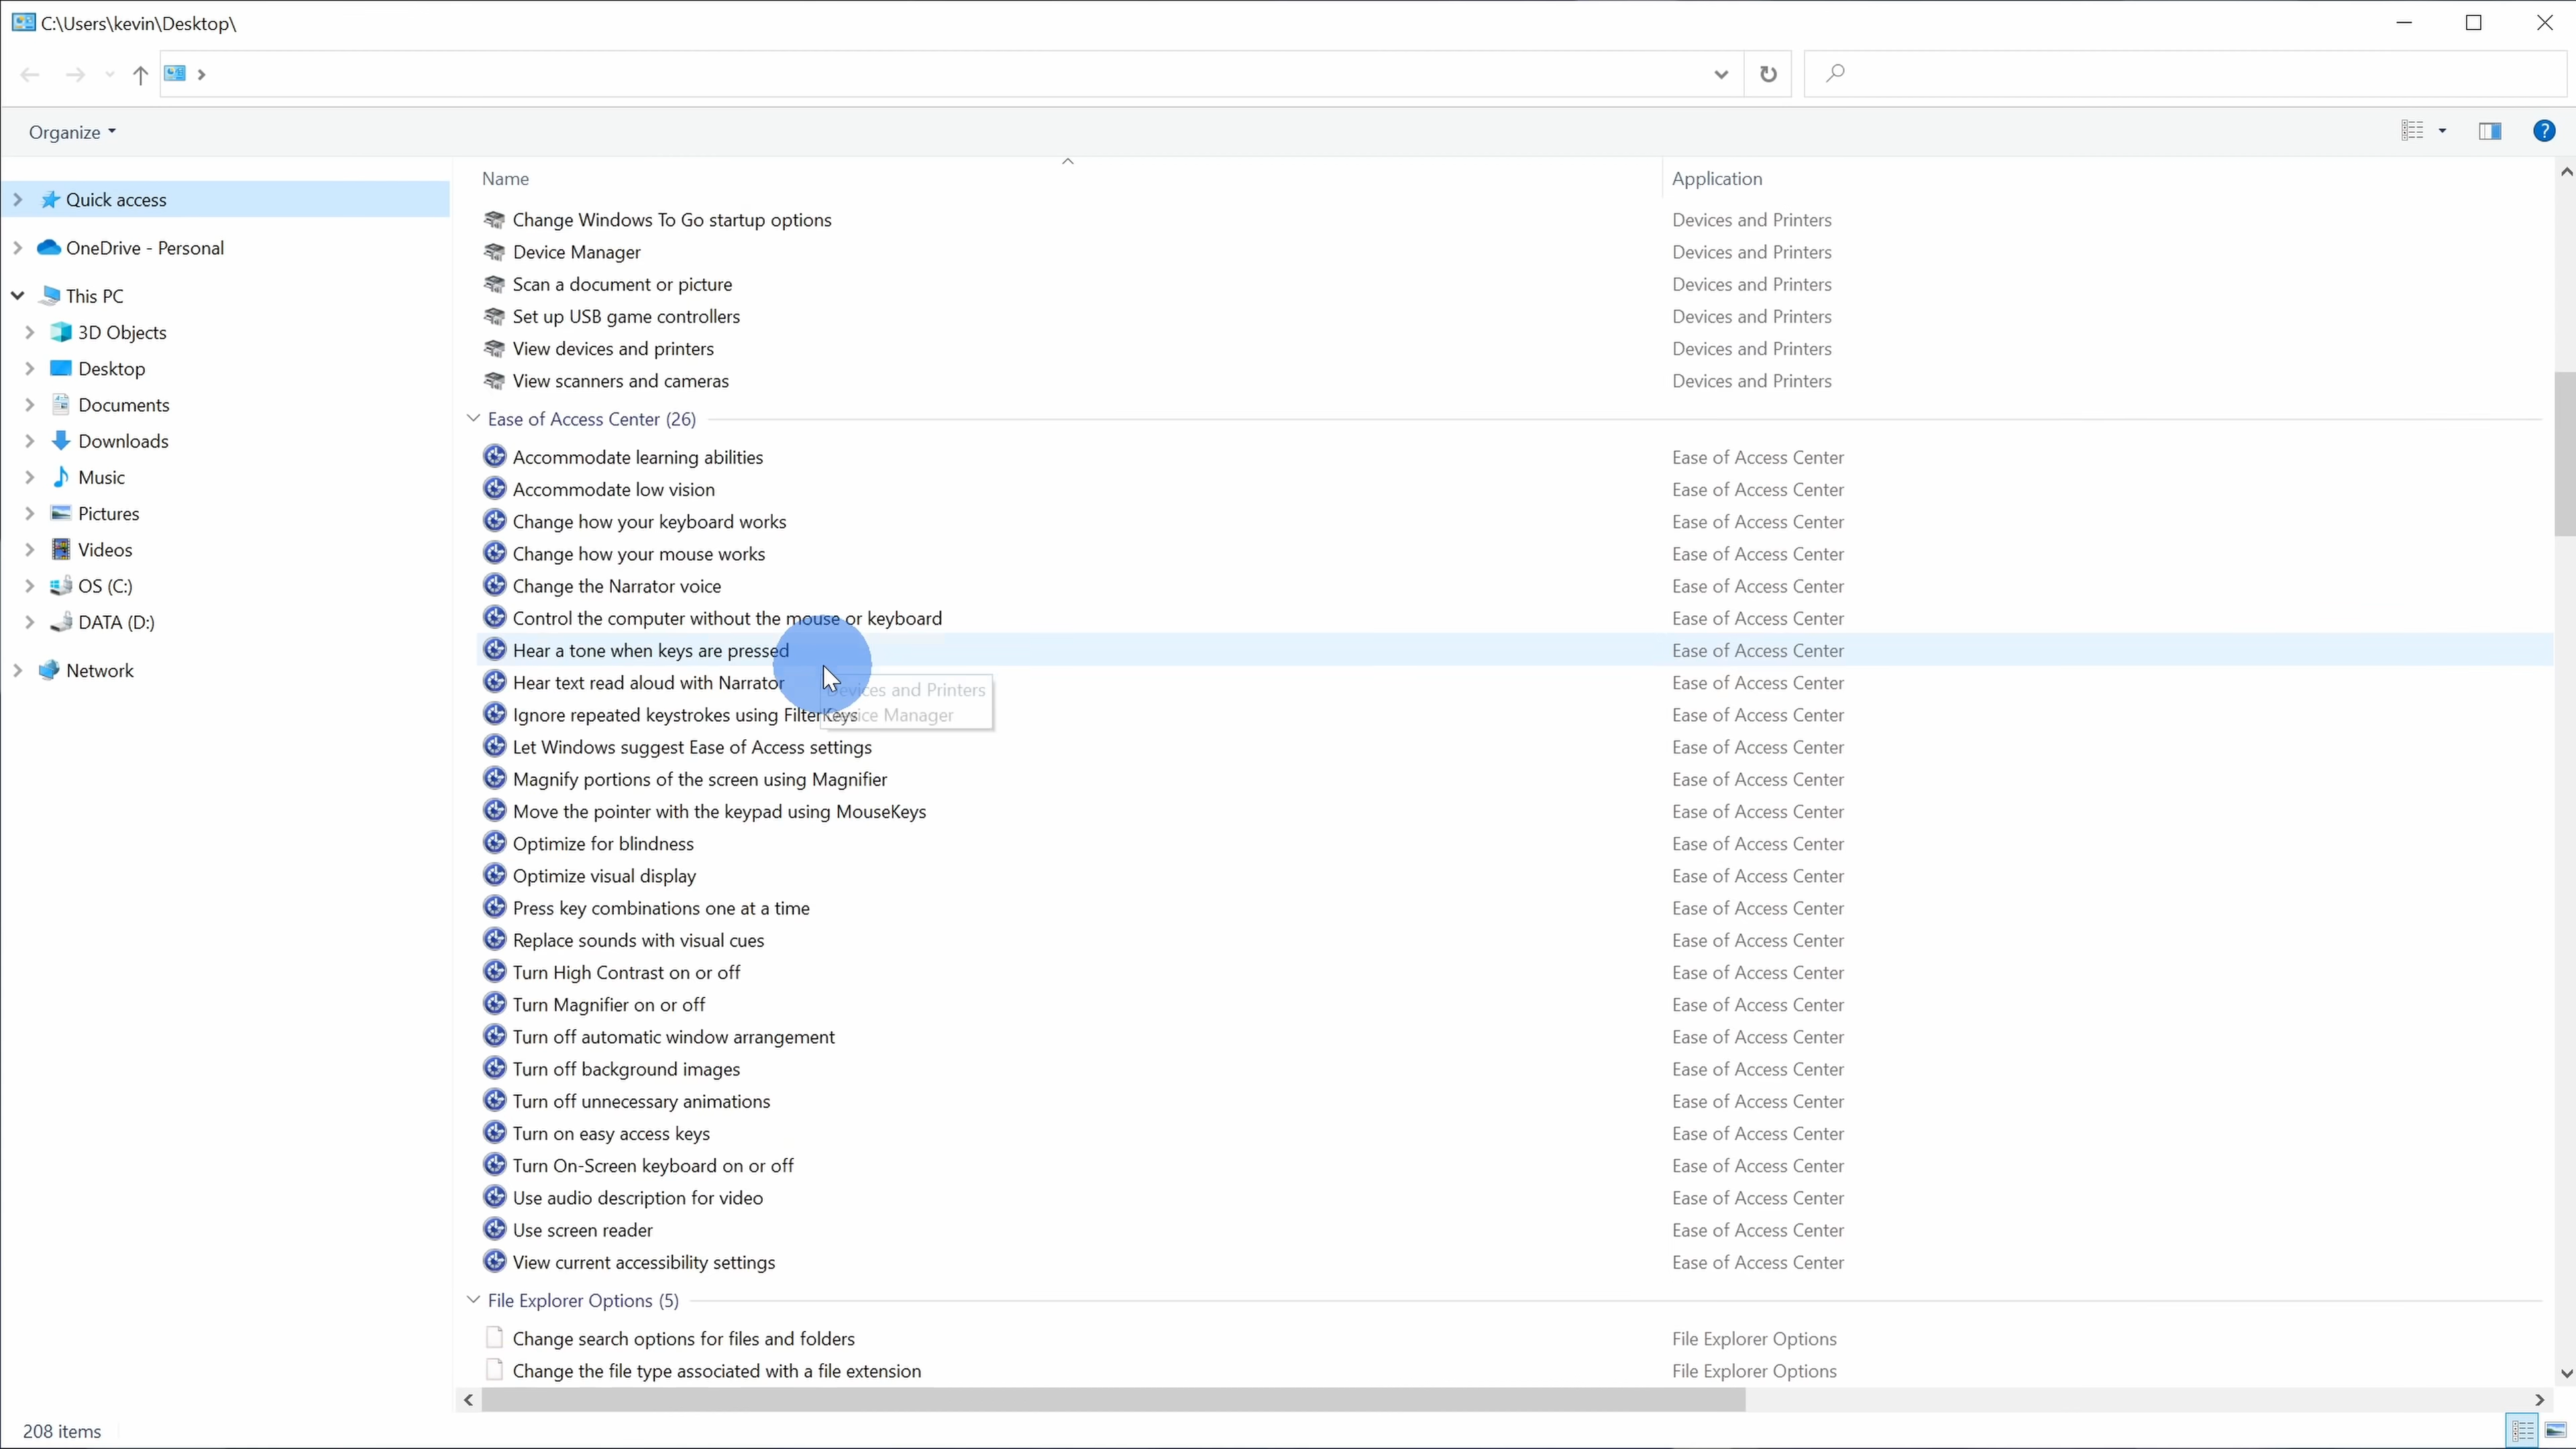 C:\Users\kevin\Desktop\
Organize
Quick access
OneDrive - Personal
This PC
3D Objects
Desktop
Documents
Downloads
Music
Pictures
Videos
OS (C:)
DATA (D:)
Network
Name Application
Change Windows To Go startup options Devices and Printers
Device Manager Devices and Printers
Scan a document or picture Devices and Printers
Set up USB game controllers Devices and Printers
View devices and printers Devices and Printers
View scanners and cameras Devices and Printers
Ease of Access Center (26)
Accommodate learning abilities Ease of Access Center
Accommodate low vision Ease of Access Center
Change how your keyboard works Ease of Access Center
Change how your mouse works Ease of Access Center
Change the Narrator voice Ease of Access Center
Control the computer without the mouse or keyboard Ease of Access Center
Hear a tone when keys are pressed Ease of Access Center
Hear text read aloud with Narrator Ease of Access Center
Devices and Printers
Ignore repeated keystrokes using FilterKeys Ease of Access Center
Device Manager
Let Windows suggest Ease of Access settings Ease of Access Center
Magnify portions of the screen using Magnifier Ease of Access Center
Move the pointer with the keypad using MouseKeys Ease of Access Center
Optimize for blindness Ease of Access Center
Optimize visual display Ease of Access Center
Press key combinations one at a time Ease of Access Center
Replace sounds with visual cues Ease of Access Center
Turn High Contrast on or off Ease of Access Center
Turn Magnifier on or off Ease of Access Center
Turn off automatic window arrangement Ease of Access Center
Turn off background images Ease of Access Center
Turn off unnecessary animations Ease of Access Center
Turn on easy access keys Ease of Access Center
Turn On-Screen keyboard on or off Ease of Access Center
Use audio description for video Ease of Access Center
Use screen reader Ease of Access Center
View current accessibility settings Ease of Access Center
File Explorer Options (5)
Change search options for files and folders File Explorer Options
Change the file type associated with a file extension File Explorer Options
208 items